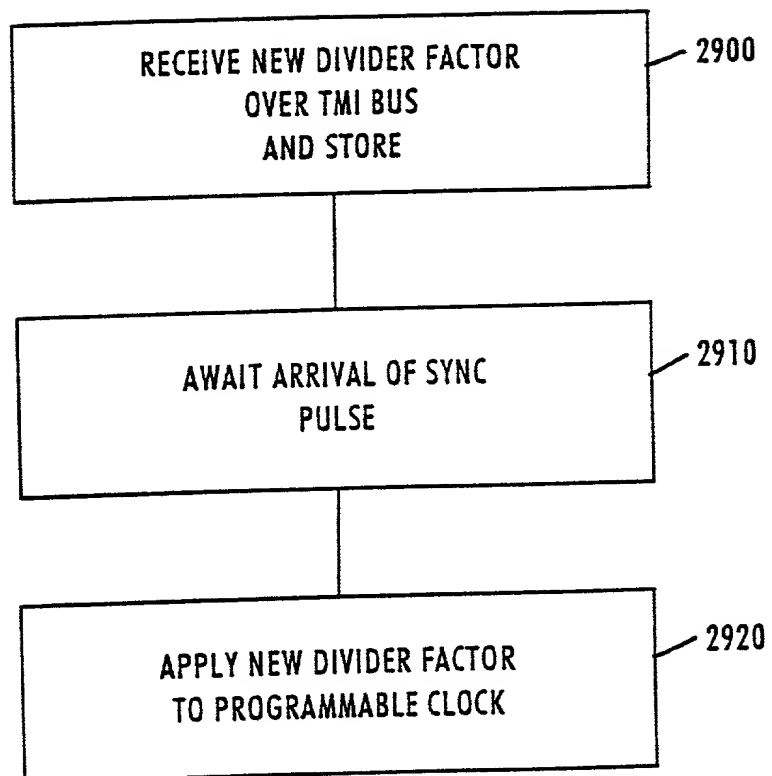 RECEIVE NEW DIVIDER FACTOR
OVER TMI BUS
AND STORE
2900
AWAIT ARRIVAL OF SYNC
PULSE
2910
APPLY NEW DIVIDER FACTOR
TO PROGRAMMABLE CLOCK
2920